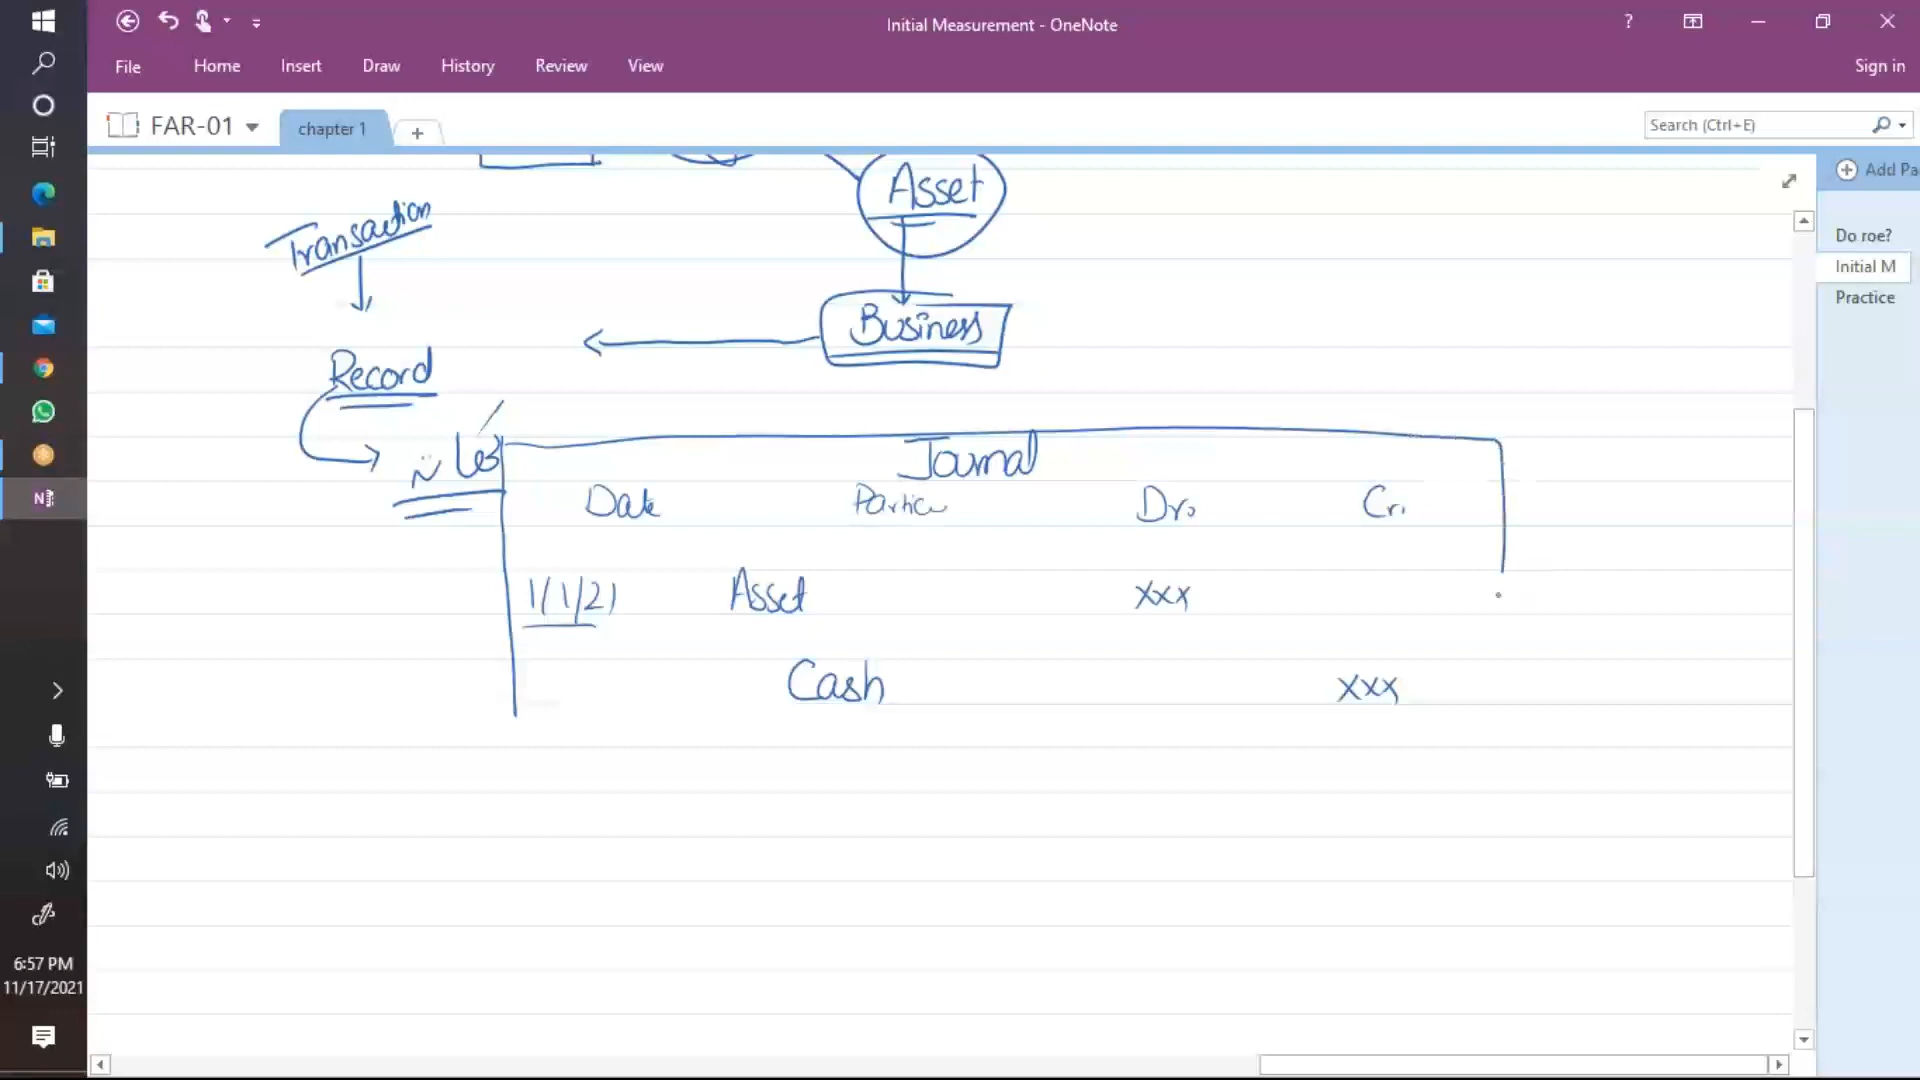 Initial Measurement - OneNote
?
File Home Insert Draw History Review View
Sign in
FAR-01 chapter 1 +
Search (Ctrl+E)
Add Pa
Do roe?
Initial M
Practice
Asset
Transaction
Business
Record
Journal
Date Particu Dr. Cr.
1/1/21 Asset xxx
Cash xxx
N
6:57 PM
11/17/2021